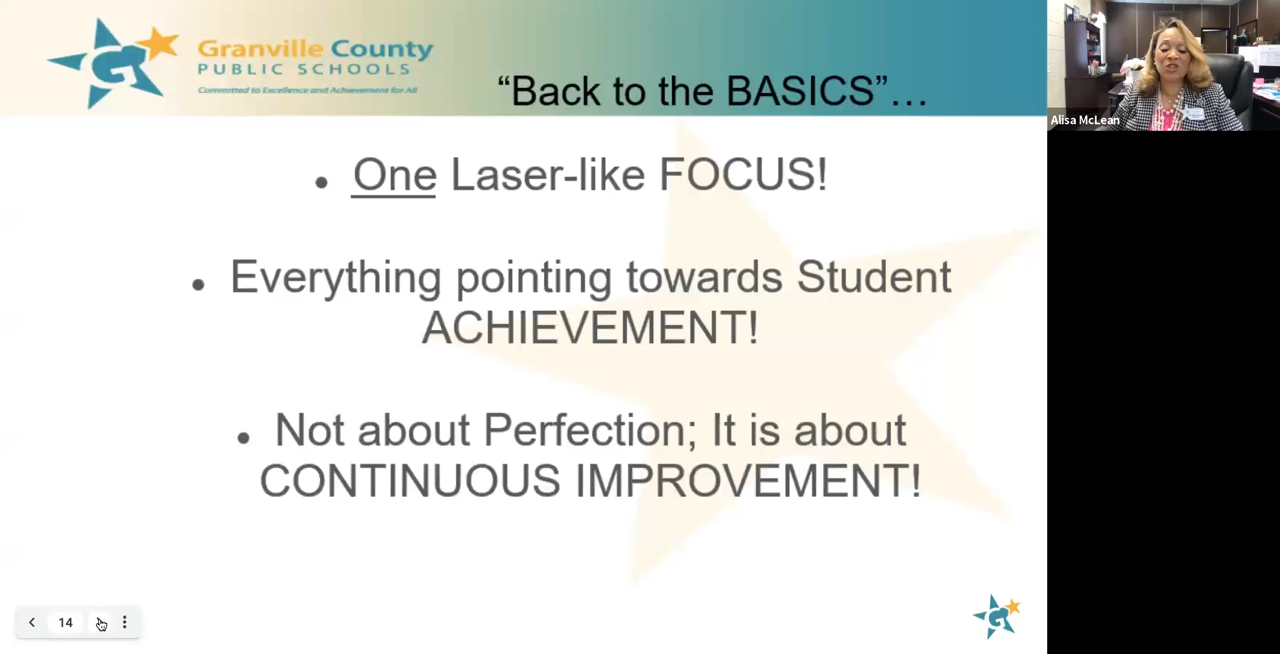 Granville County
PUBLIC SCHOOLS
Committed to Excellence and Achievement for All
“Back to the BASICS”…
Alisa McLean
• One Laser-like FOCUS!
• Everything pointing towards Student
ACHIEVEMENT!
• Not about Perfection; It is about
CONTINUOUS IMPROVEMENT!
14